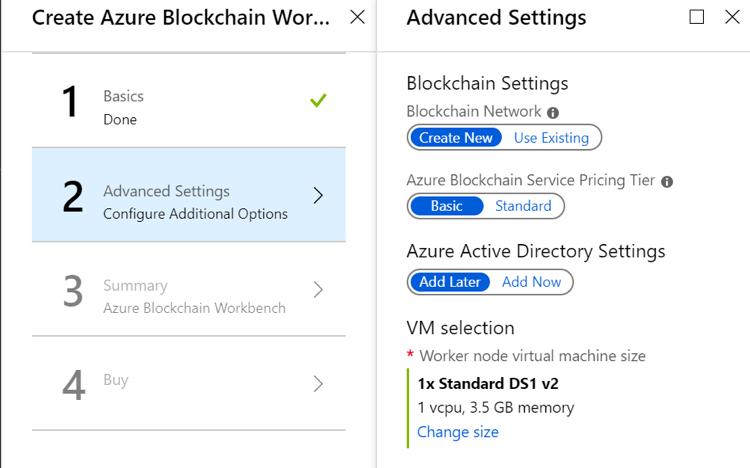 Create Azure Blockchain Wor...
1
Basics
Done
2
Advanced Settings
Configure Additional Options
3
Summary
Azure Blockchain Workbench
4
Buy
Advanced Settings
Blockchain Settings
Blockchain Network
Create New Use Existing
Azure Blockchain Service Pricing Tier
Basic Standard
Azure Active Directory Settings
Add Later Add Now
VM selection
* Worker node virtual machine size
1x Standard DS1 v2
1 vcpu, 3.5 GB memory
Change size